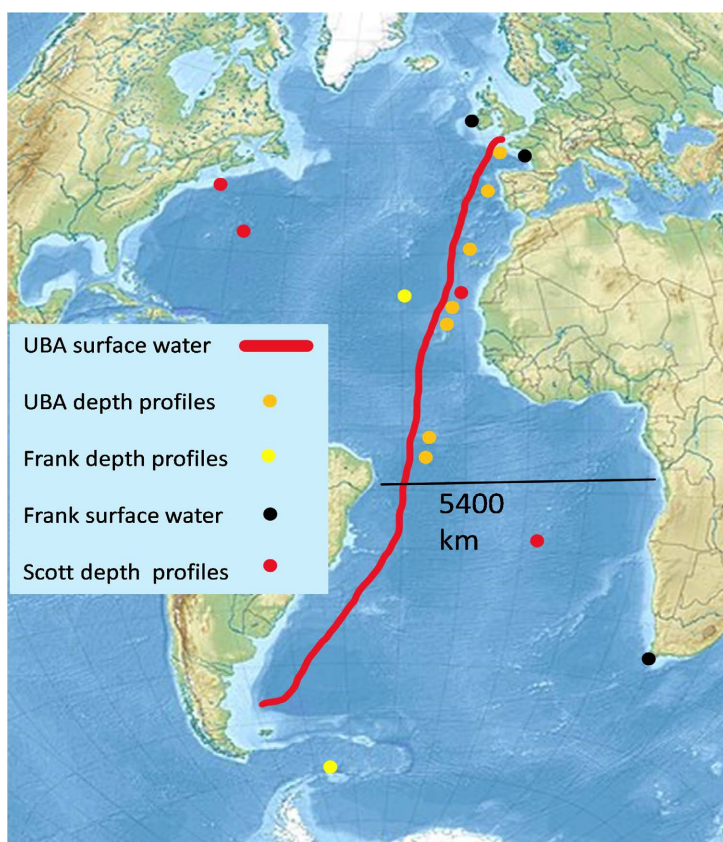 UBA surface water
UBA depth profiles
Frank depth profiles
Frank surface water
Scott depth profiles
5400
km